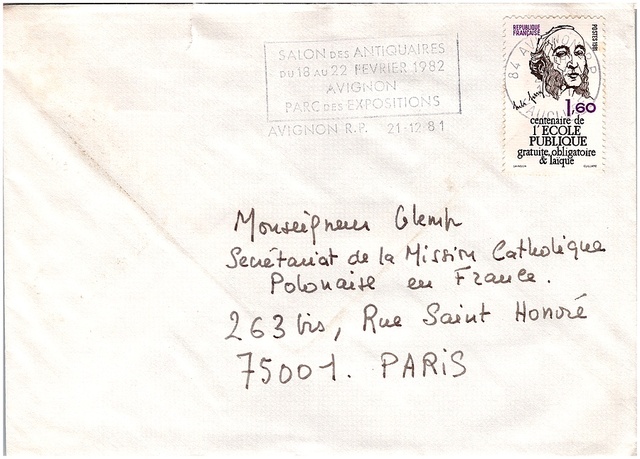 SALON DES ANTIQUAIRES
DU 18 AU 22 FEVRIER 1982
AVIGNON
PARC DES EXPOSITIONS
AVIGNON R.P. 21-12 81
REPUBLIQUE
FRANÇAISE
POSTES 1981
84 AVIGNON R.P.
1,60
centenaire de
l'ECOLE
PUBLIQUE
gratuite, obligatoire
& laïque
Monseigneur Glemp
Secrétariat de la Mission Catholique
Polonaise en France.
263 bis, Rue Saint Honoré
75001. PARIS